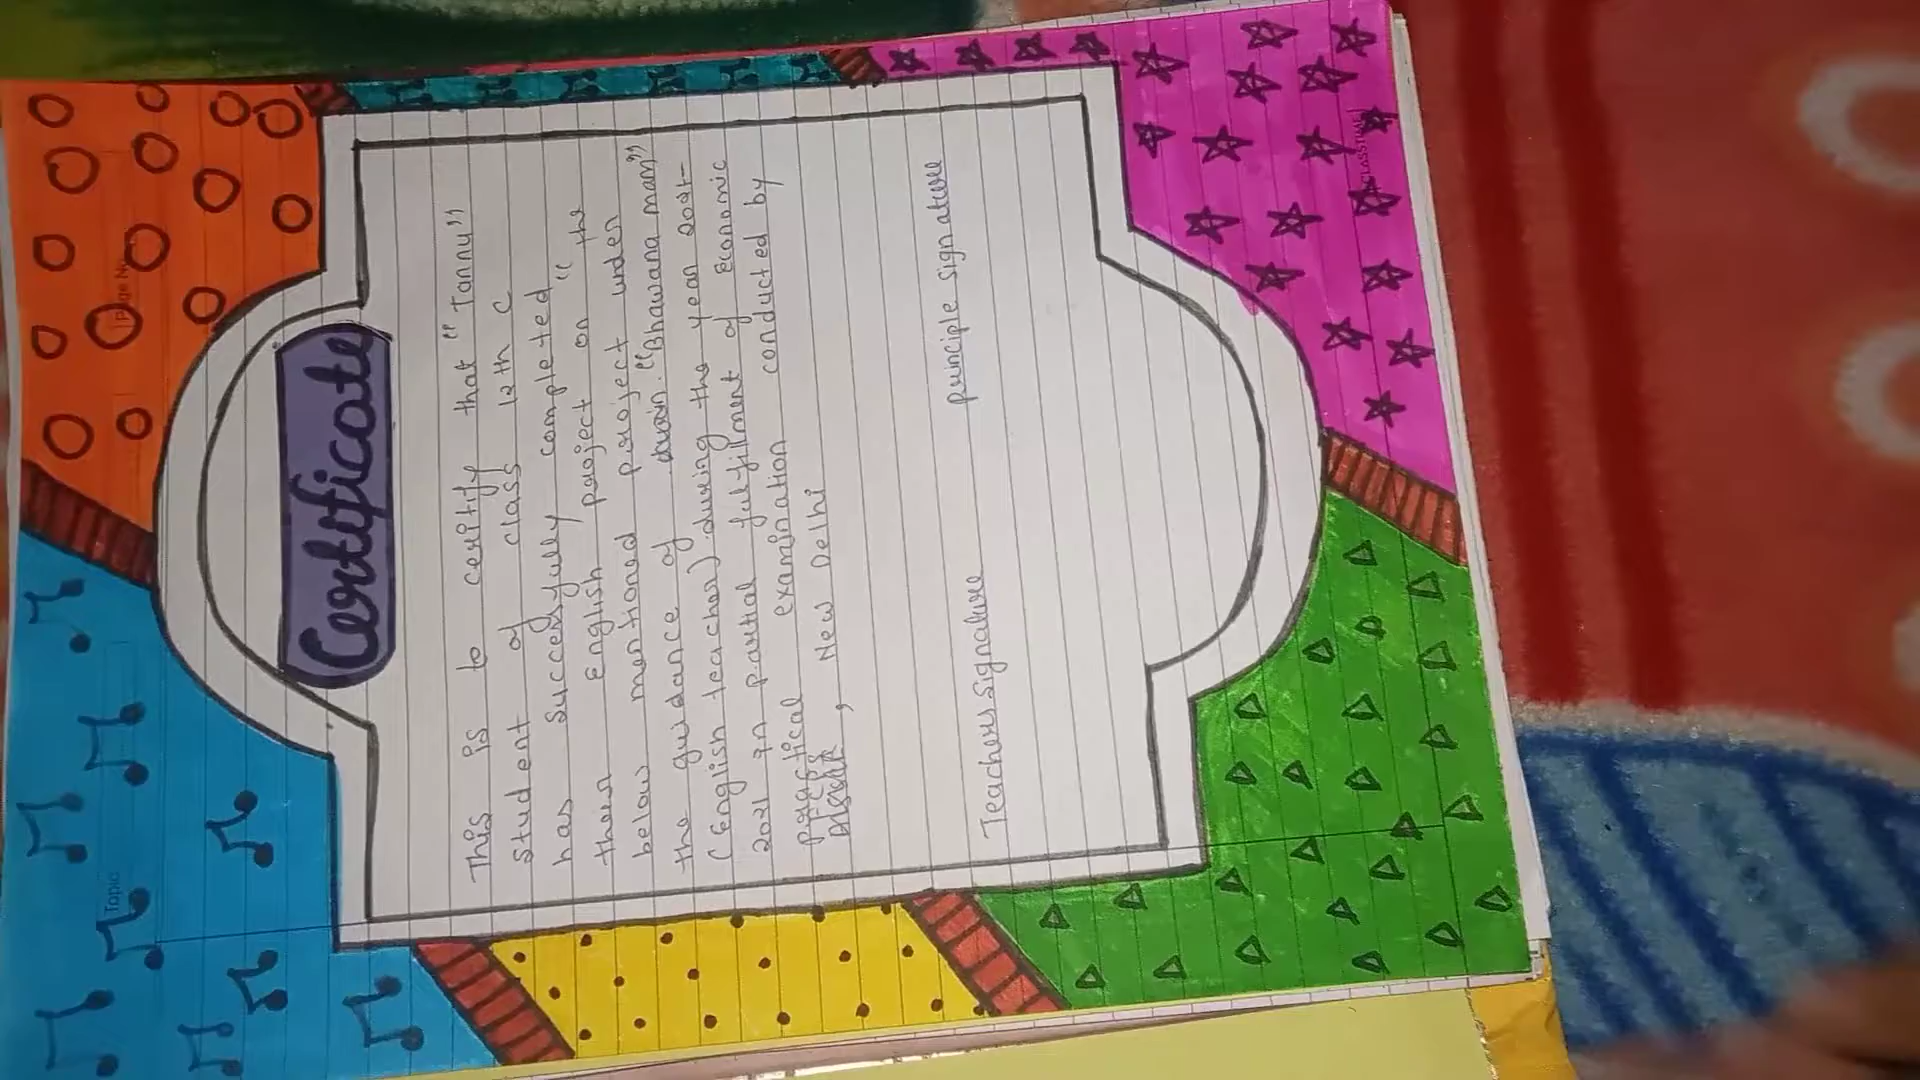 Certificate
This is to certify that "Tannu"
student of class 12th C
has successfully completed
their English project on "the
below mentioned project under
the guidance of "Bhawana mam"
(English teacher) during the year 2021-
2021 in partial fulfillment of Economic
practical examination conducted by
, New Delhi
Teachers Signature principle signature
Page No.
Topic
CLASSTIME